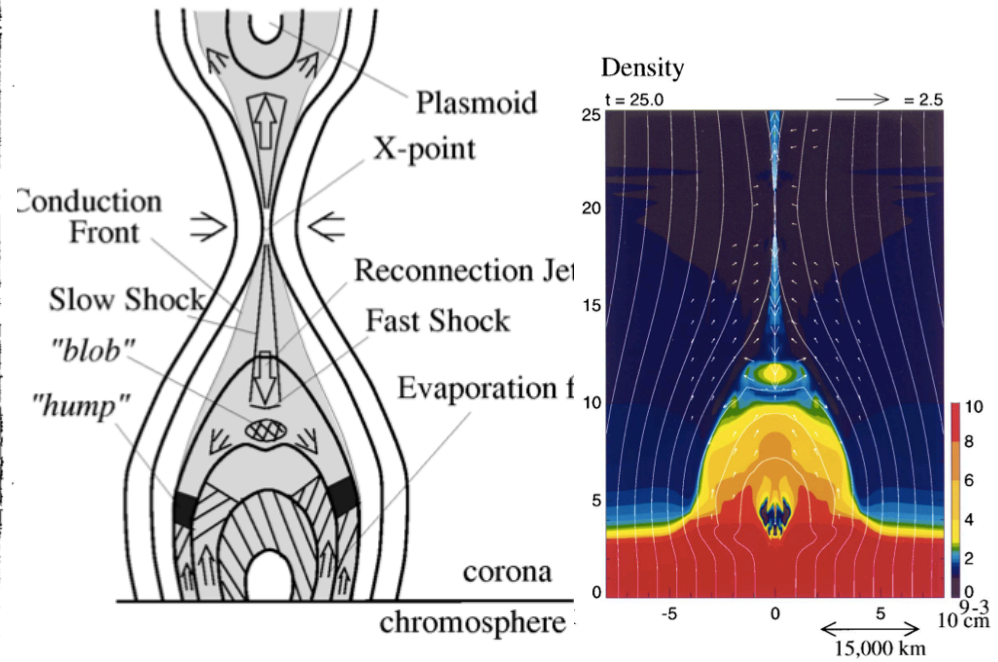 Plasmoid
X-point
Conduction
Front
Reconnection Jet
Slow Shock
Fast Shock
"blob"
Evaporation f
"hump"
corona
chromosphere
Density
t = 25.0
= 2.5
25
20
15
10
5
0
-5 0 5
10
8
6
4
2
0
10 9-3 cm
15,000 km